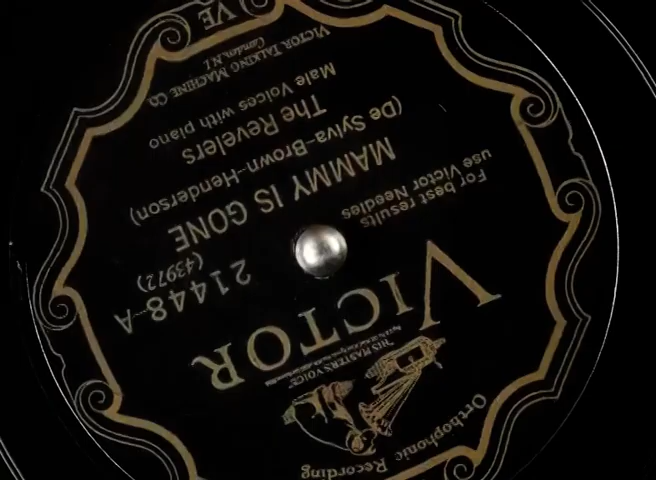 Orthophonic Recording
"HIS MASTER'S VOICE"
VICTOR
For best results
use Victor Needles
21448-A
(43972)
MAMMY IS GONE
(De Sylva-Brown-Henderson)
The Revelers
Male Voices with piano
VICTOR TALKING MACHINE CO.
Camden, N.J.
VE